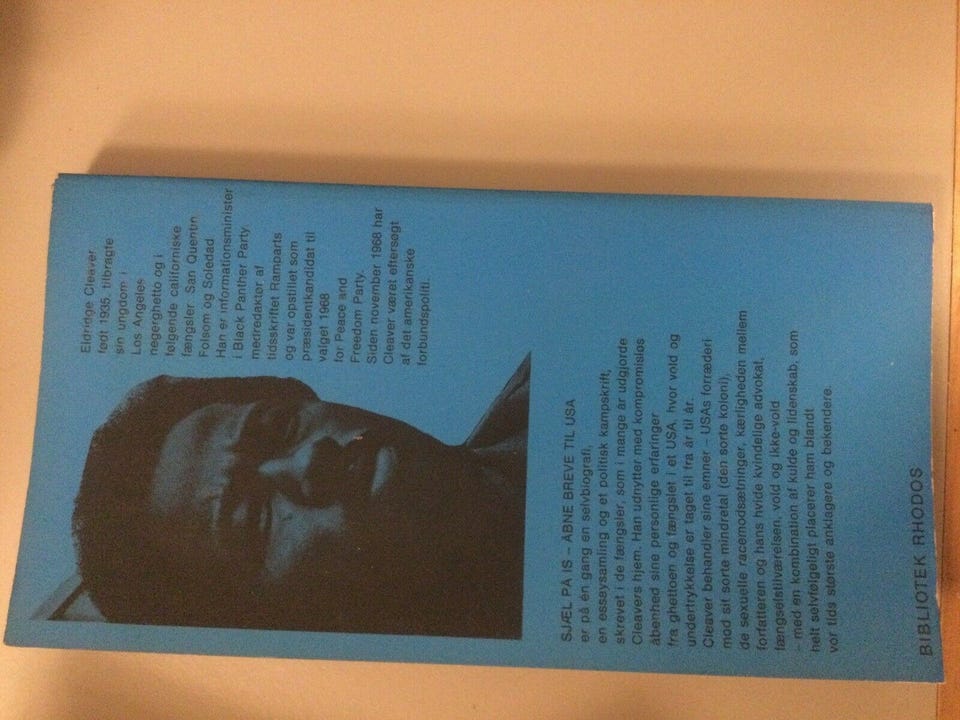 Eldridge Cleaver
født 1935, tilbragte
sin ungdom i
Los Angeles
negerghetto og i
følgende californiske
fængsler San Quentin
Folsom og Soledad
Han er informationsminister
i Black Panther Party
medredaktør af
tidsskriftet Ramparts
og var opstillet som
præsidentkandidat til
valget 1968
for Peace and
Freedom Party.
Siden november 1968 har
Cleaver været eftersøgt
af det amerikanske
forbundspoliti.
SJÆL PÅ IS – ÅBNE BREVE TIL USA
er på én gang en selvbiografi,
en essaysamling og et politisk kampskrift,
skrevet i de fængsler, som i mange år udgjorde
Cleavers hjem. Han udnytter med kompromisløs
åbenhed sine personlige erfaringer
fra ghettoen og fængslet i et USA, hvor vold og
undertrykkelse er taget til fra år til år.
Cleaver behandler sine emner – USAs forræderi
mod sit sorte mindretal (den sorte koloni),
de sexuelle racemodsætninger, kærligheden mellem
forfatteren og hans hvide kvindelige advokat,
fængselstilværelsen, vold og ikke-vold
– med en kombination af kulde og lidenskab, som
helt selvfølgeligt placerer ham blandt
vor tids største anklagere og bekendere.
BIBLIOTEK RHODOS